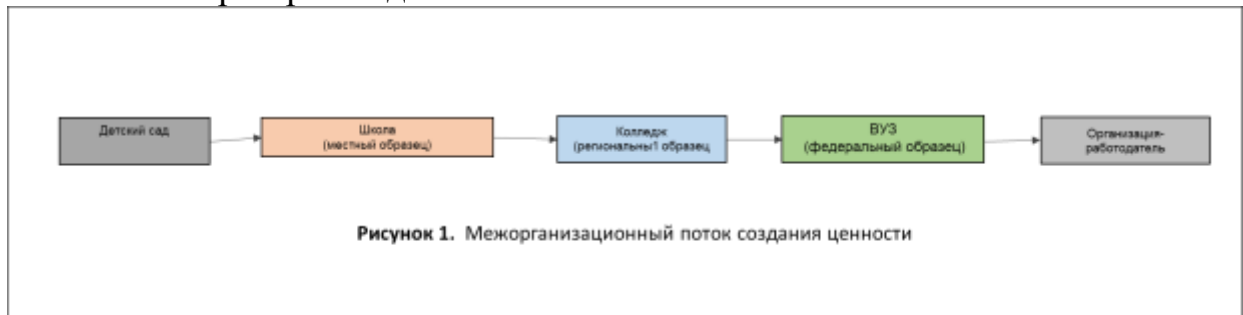 Детский сад
Школа
(местный образец)
Колледж
(региональны1 образец
ВУЗ
(федеральный образец)
Организация-
работодатель
Рисунок 1. Межорганизационный поток создания ценности